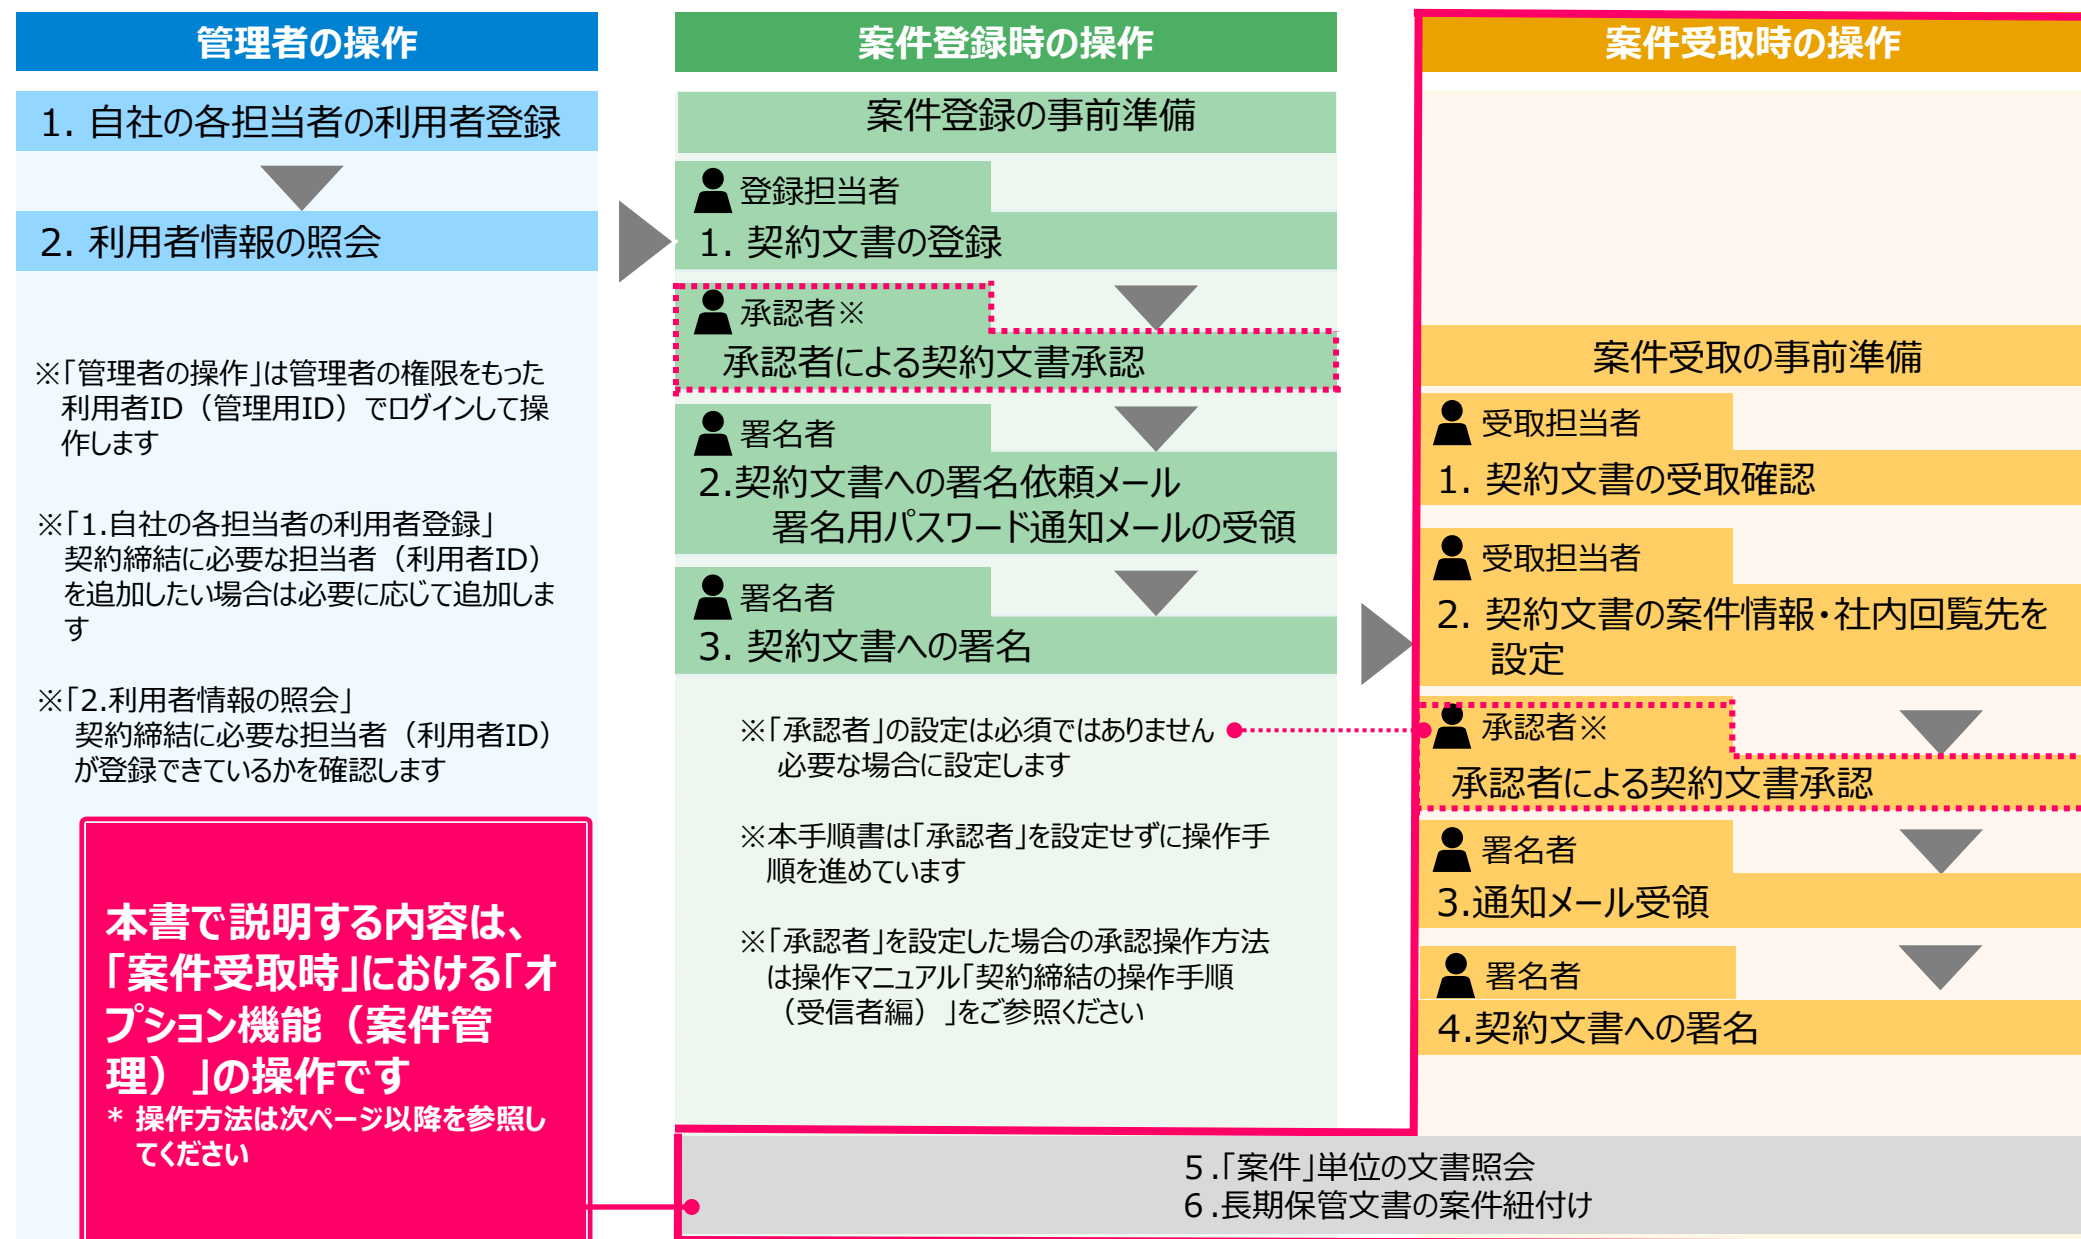 管理者の操作
1. 自社の各担当者の利用者登録
2. 利用者情報の照会
※「管理者の操作」は管理者の権限をもった
利用者ID（管理用ID）でログインして操
作します
※「1.自社の各担当者の利用者登録」
契約締結に必要な担当者（利用者ID）
を追加したい場合は必要に応じて追加しま
す
※「2.利用者情報の照会」
契約締結に必要な担当者（利用者ID）
が登録できているかを確認します
本書で説明する内容は、
「案件受取時」における「オ
プション機能（案件管
理）」の操作です
* 操作方法は次ページ以降を参照し
てください
案件登録時の操作
案件登録の事前準備
登録担当者
1. 契約文書の登録
承認者※
承認者による契約文書承認
署名者
2.契約文書への署名依頼メール
署名用パスワード通知メールの受領
署名者
3. 契約文書への署名
※「承認者」の設定は必須ではありません
必要な場合に設定します
※本手順書は「承認者」を設定せずに操作手
順を進めています
※「承認者」を設定した場合の承認操作方法
は操作マニュアル「契約締結の操作手順
（受信者編）」をご参照ください
案件受取時の操作
案件受取の事前準備
受取担当者
1. 契約文書の受取確認
受取担当者
2. 契約文書の案件情報・社内回覧先を
設定
承認者※
承認者による契約文書承認
署名者
3.通知メール受領
署名者
4.契約文書への署名
５.「案件」単位の文書照会
６.長期保管文書の案件紐付け